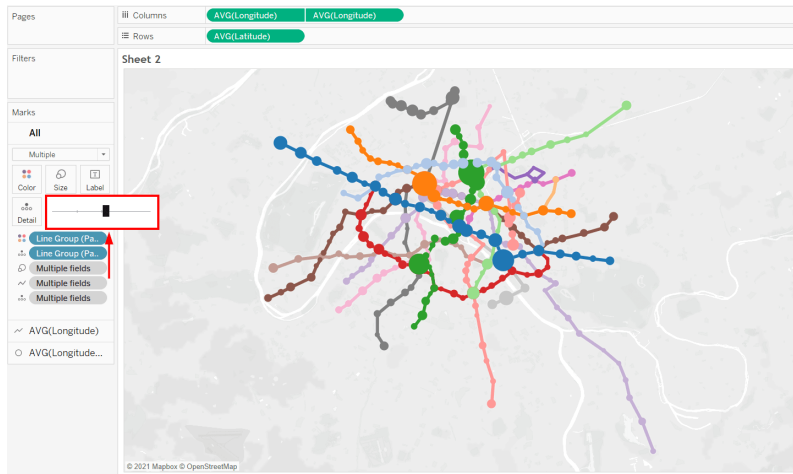 Pages
iii Columns
AVG(Longitude) AVG(Longitude)
Rows
AVG(Latitude)
Filters
Sheet 2
Marks
All
Multiple
Color Size Label
Detail
Line Group (Pa..
Line Group (Pa..
Multiple fields
Multiple fields
Multiple fields
AVG(Longitude)
AVG(Longitude...
© 2021 Mapbox © OpenStreetMap